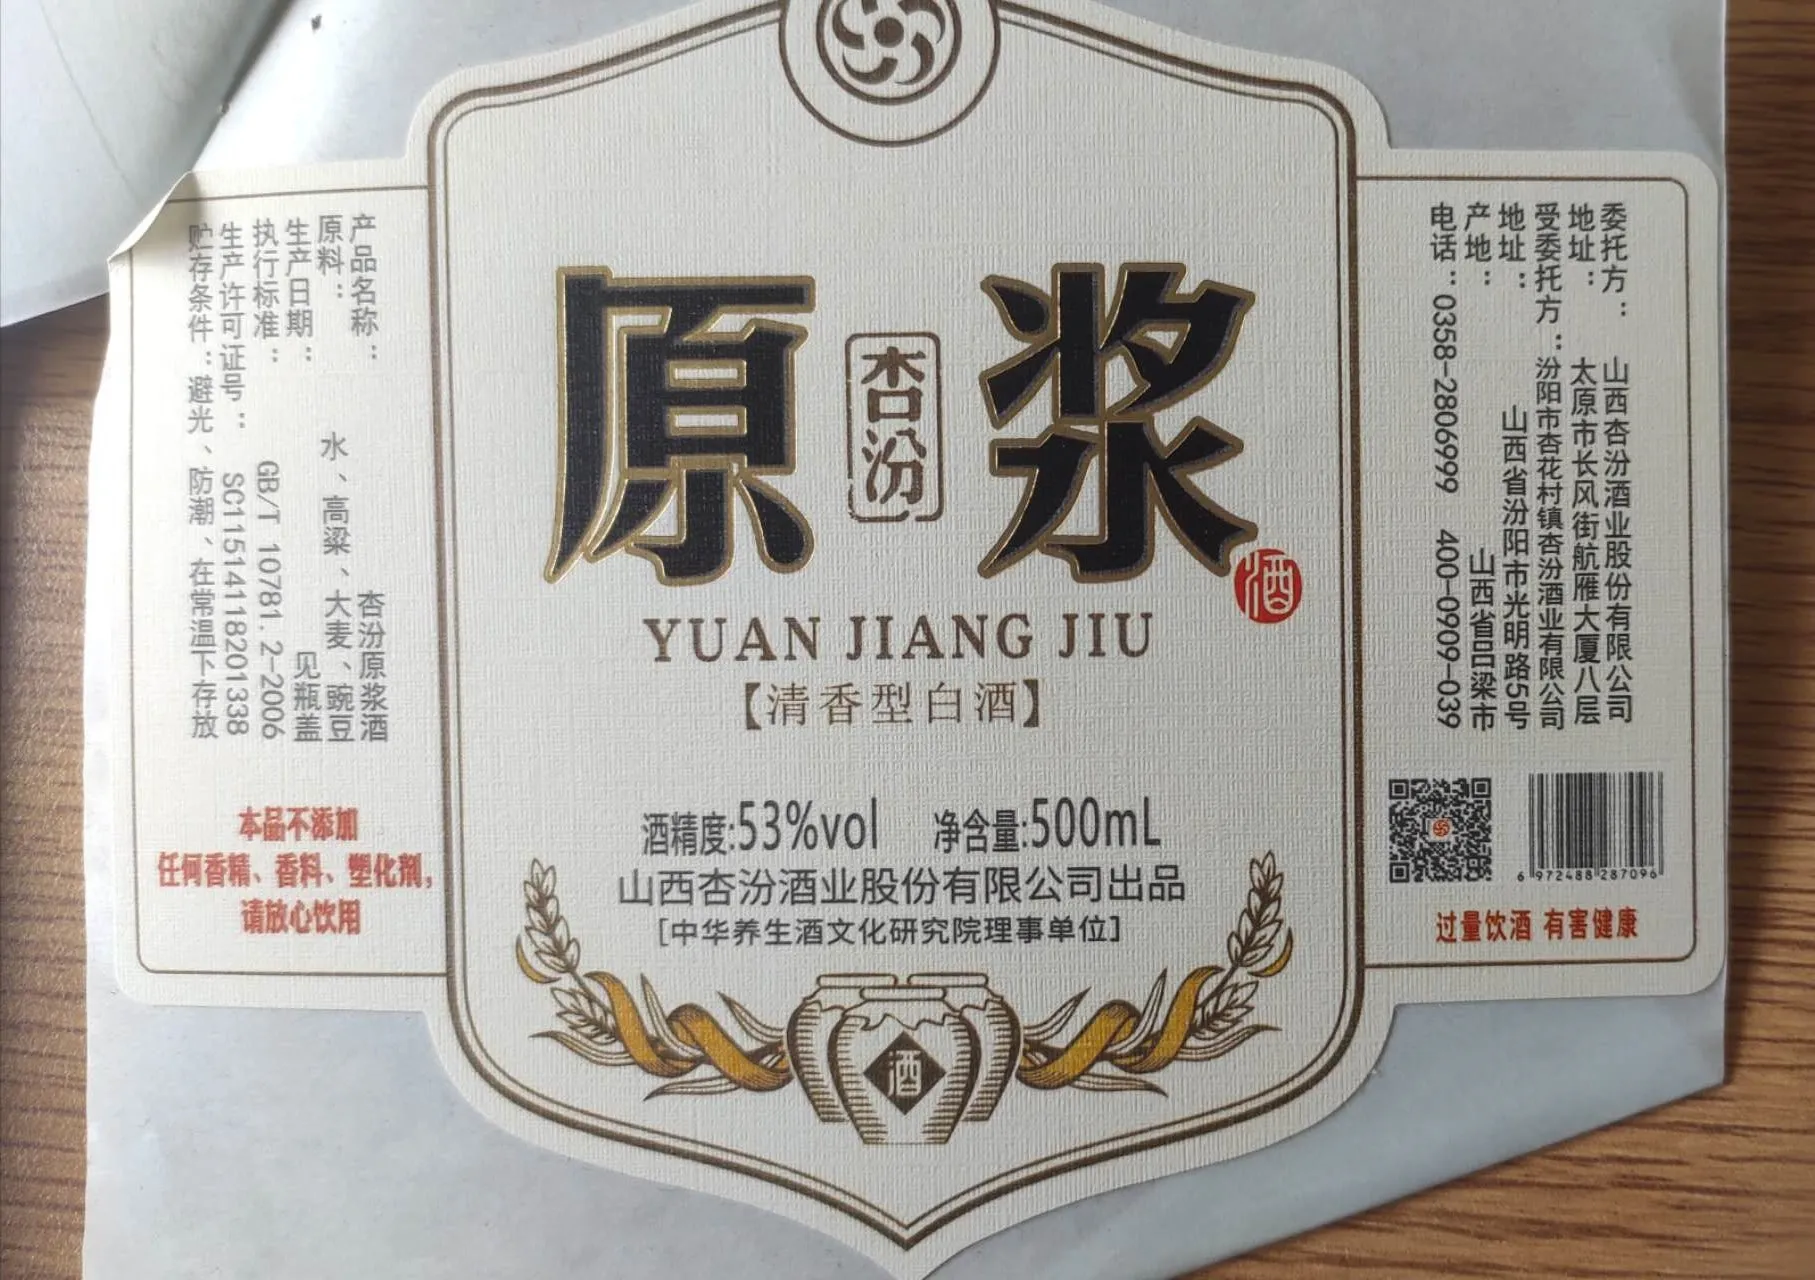 原 浆
杏汾
酒
YUAN JIANG JIU
【清香型白酒】
酒精度:53%vol 净含量:500mL
山西杏汾酒业股份有限公司出品
[中华养生酒文化研究院理事单位]
酒
产品名称： 杏汾原浆酒
原料： 水、高粱、大麦、豌豆
生产日期： 见瓶盖
执行标准： GB/T 10781.2-2006
生产许可证号： SC11514118201338
贮存条件：避光、防潮、在常温下存放
本品不添加
任何香精、香料、塑化剂，
请放心饮用
委托方： 山西杏汾酒业股份有限公司
地址： 太原市长风街航雁大厦八层
受委托方：汾阳市杏花村镇杏汾酒业有限公司
地址： 山西省汾阳市光明路5号
产地： 山西省吕梁市
电话：0358-2806999 400-0909-039
6 972488 287096
过量饮酒 有害健康